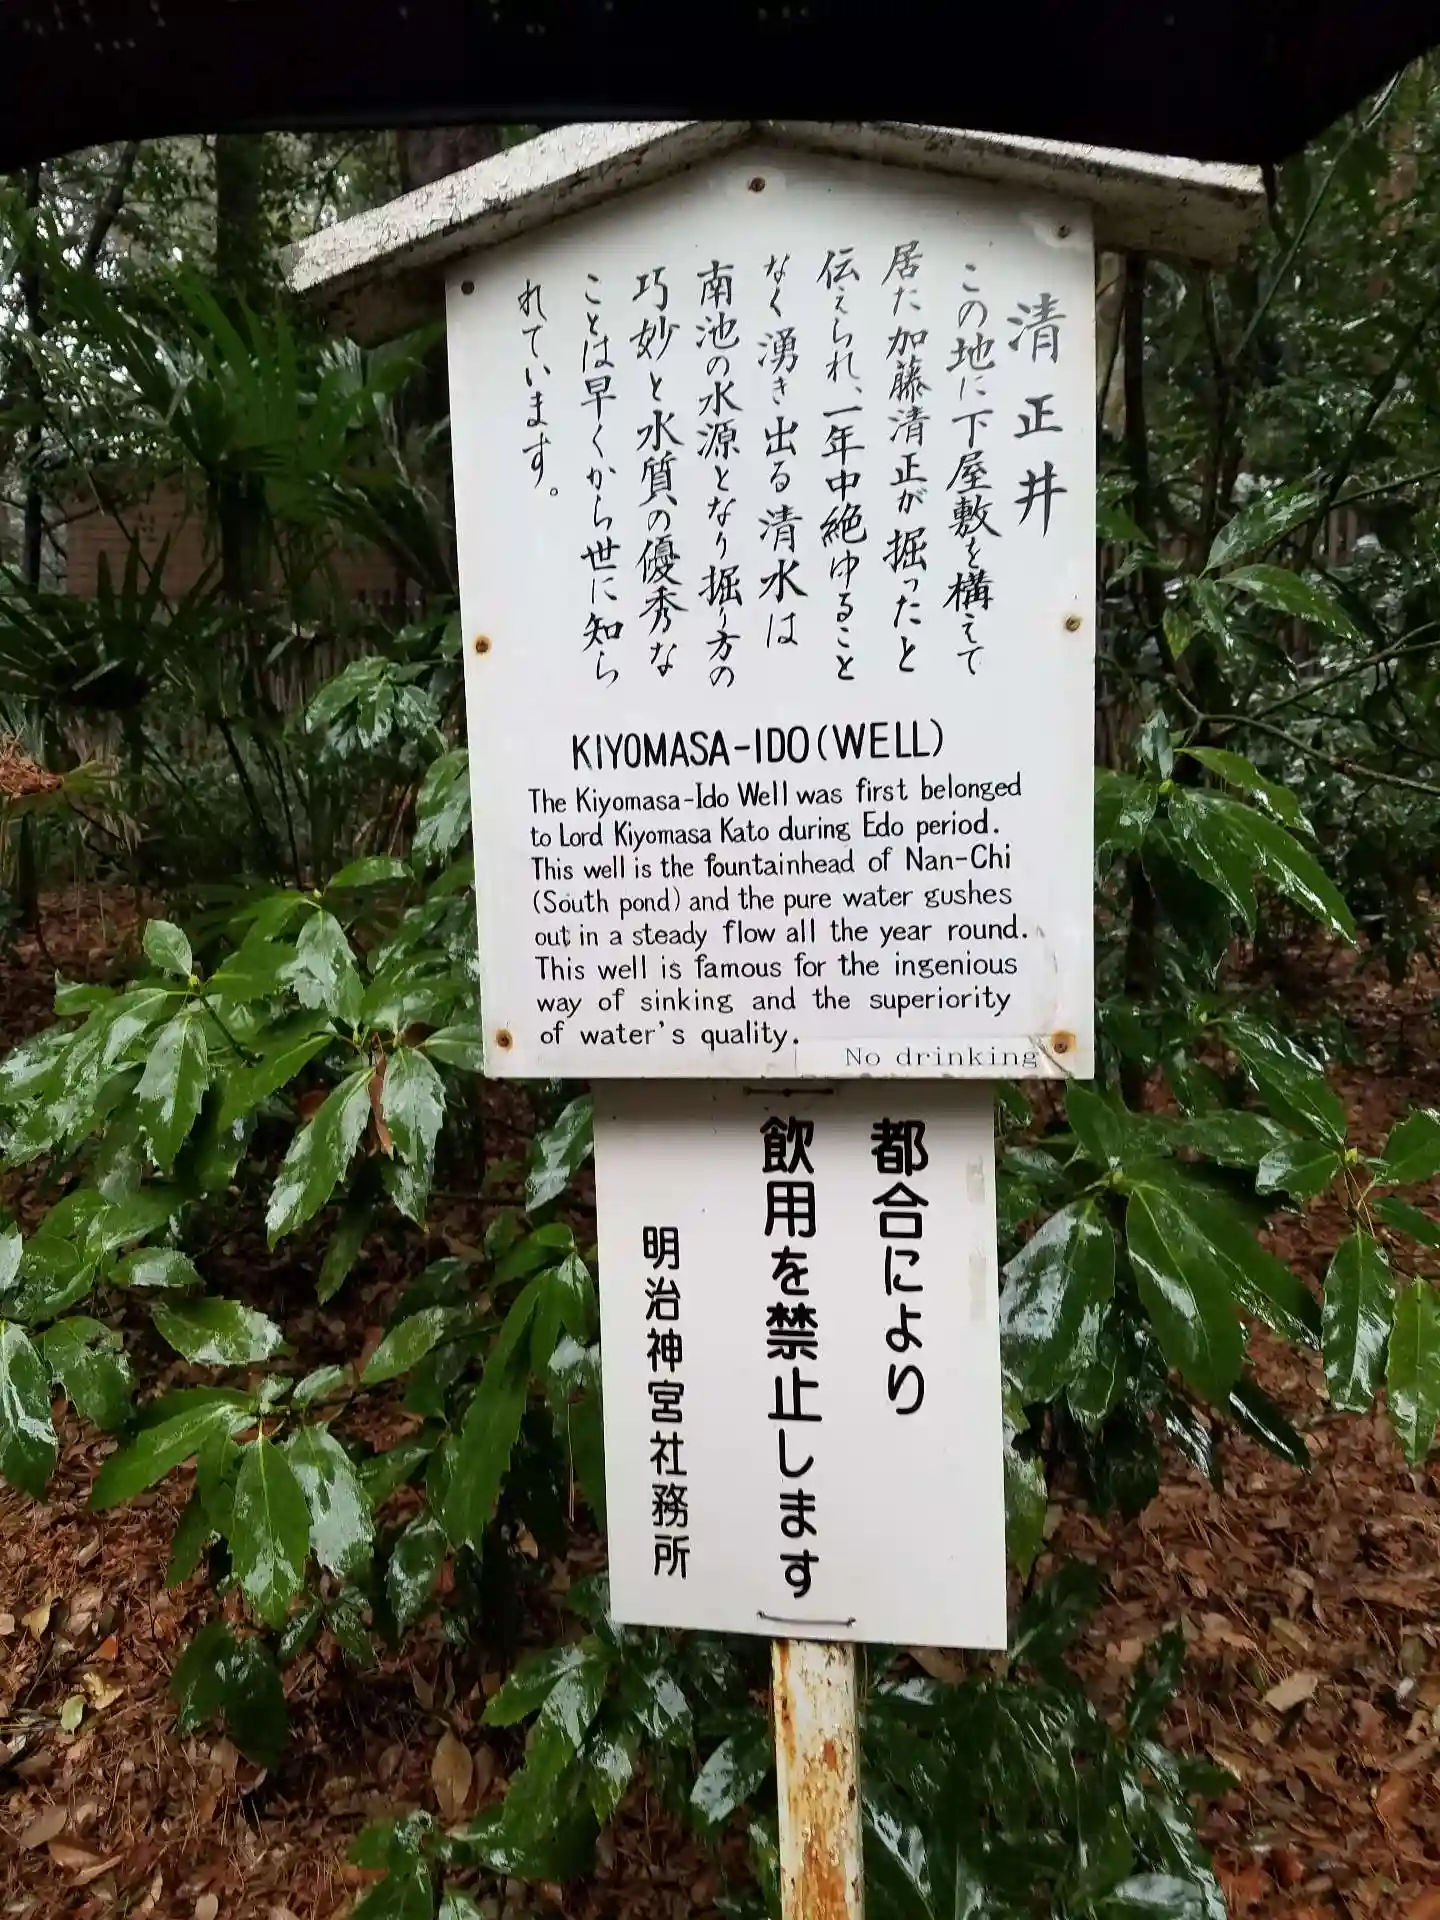 清正井
この地に下屋敷を構えて
居た加藤清正が掘ったと
伝えられ、一年中絶ゆること
なく湧き出る清水は
南池の水源となり掘り方の
巧妙と水質の優秀な
ことは早くから世に知ら
れています。
KIYOMASA-IDO(WELL)
The Kiyomasa-Ido Well was first belonged
to Lord Kiyomasa Kato during Edo period.
This well is the fountainhead of Nan-Chi
(South pond) and the pure water gushes
out in a steady flow all the year round.
This well is famous for the ingenious
way of sinking and the superiority
of water's quality.
No drinking
都合により
飲用を禁止します
明治神宮社務所